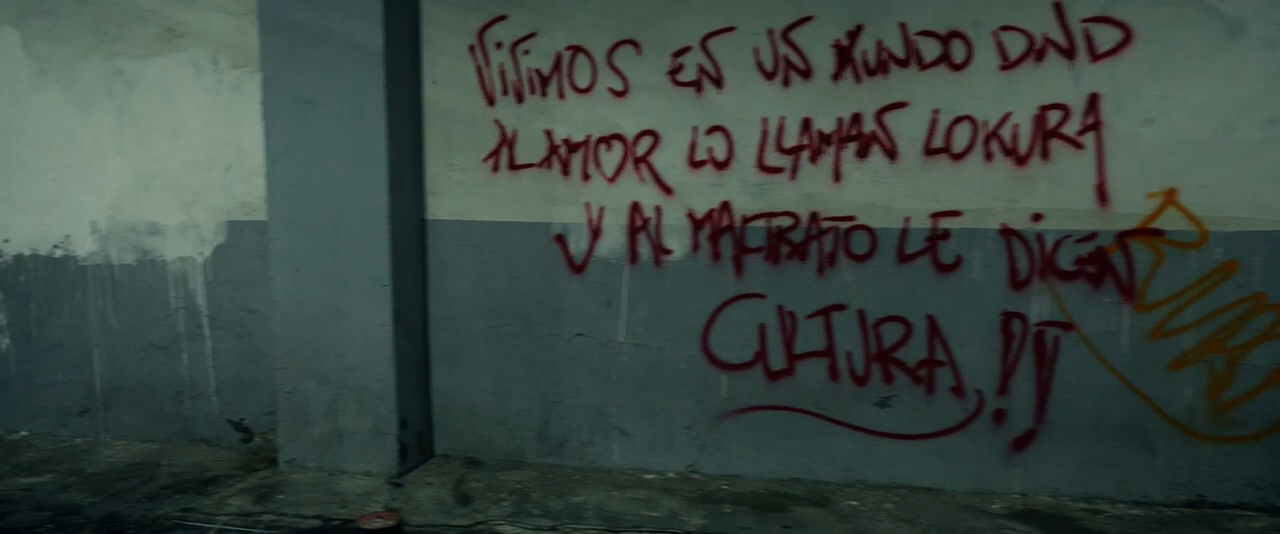 ViViMOS EN UN MUNDO DND
AL AMOR LO LLAMAN LOKURA
Y AL MALTRATO LE DiCEN
CULTURA!!